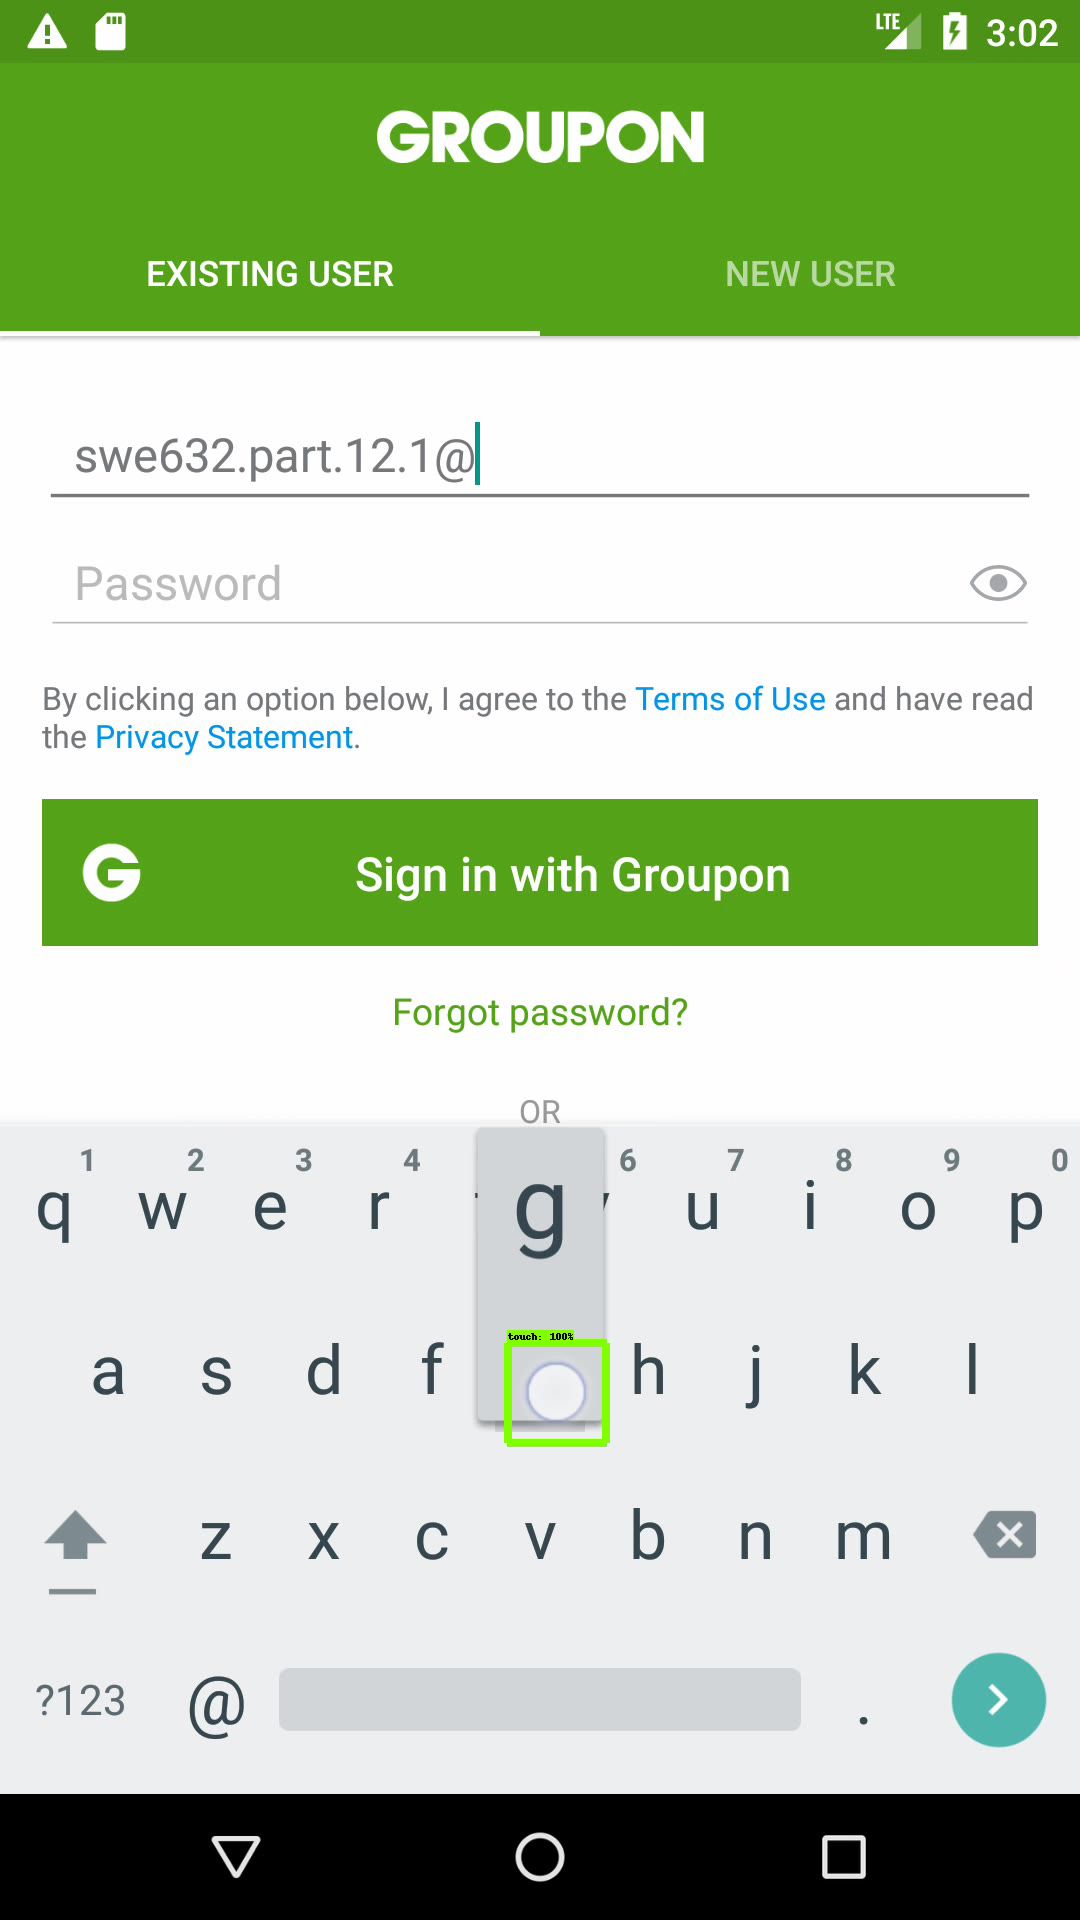 LTE 3:02
GROUPON
EXISTING USER NEW USER
swe632.part.12.1@
Password
By clicking an option below, I agree to the Terms of Use and have read
the Privacy Statement.
G Sign in with Groupon
Forgot password?
OR
1 2 3 4 6 7 8 9 0
q w e r g u i o p
touch: 100%
a s d f h j k l
z x c v b n m
?123 @ .